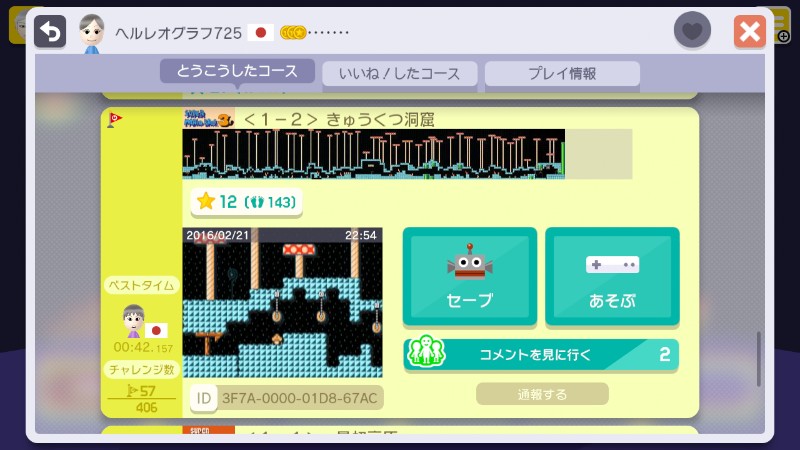 ヘルレオグラフ725
とうこうしたコース
いいね！したコース
プレイ情報
<１－２> きゅうくつ洞窟
12 (143)
2016/02/21 22:54
ベストタイム
00:42.157
チャレンジ数
57
406
セーブ
あそぶ
コメントを見に行く 2
ID 3F7A-0000-01D8-67AC
通報する